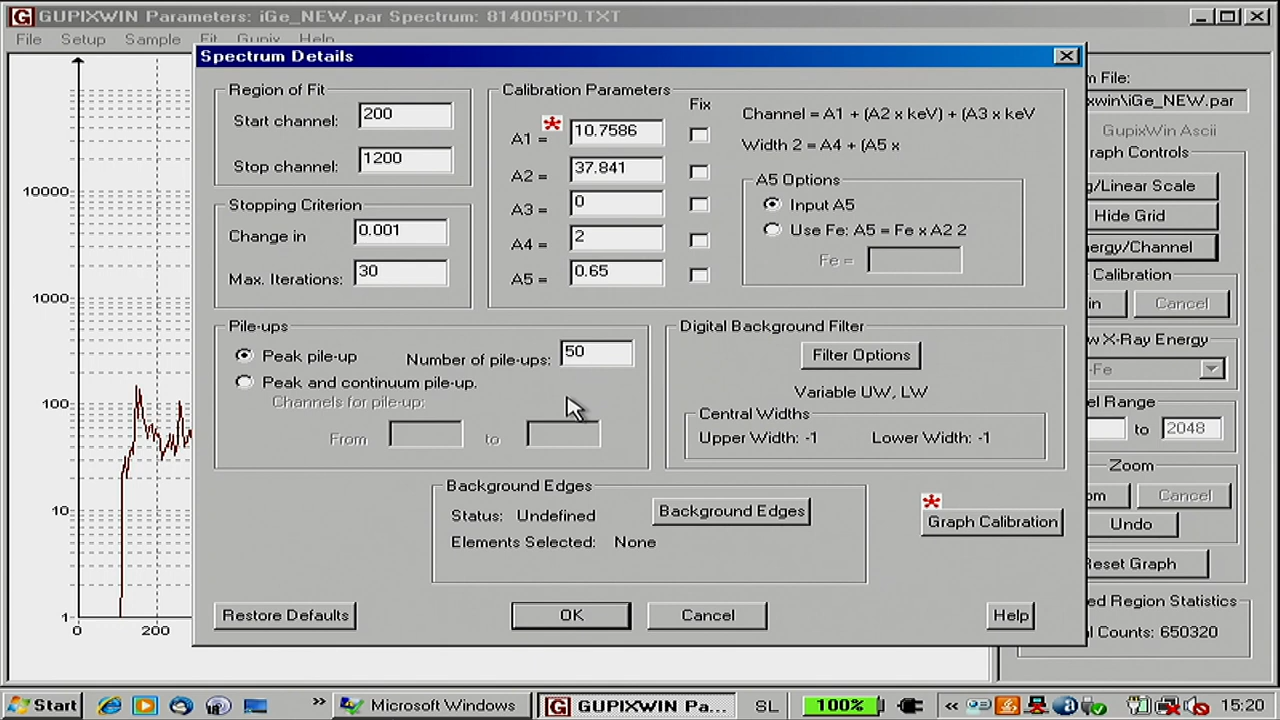 GUPIXWIN Parameters: iGe_NEW.par Spectrum: 814005P0.TXT
File Setup Sample Fit Gupix Help
Spectrum Details
Region of Fit
Start channel: 200
Stop channel: 1200
Stopping Criterion
Change in 0.001
Max. Iterations: 30
Calibration Parameters
Fix
* A1 = 10.7586
A2 = 37.841
A3 = 0
A4 = 2
A5 = 0.65
Channel = A1 + (A2 x keV) + (A3 x keV
Width 2 = A4 + (A5 x
A5 Options
Input A5
Use Fe: A5 = Fe x A2 2
Fe =
Pile-ups
Peak pile-up Number of pile-ups: 50
Peak and continuum pile-up.
Channels for pile-up:
From to
Digital Background Filter
Filter Options
Variable UW, LW
Central Widths
Upper Width: -1 Lower Width: -1
Background Edges
Status: Undefined Background Edges
Elements Selected: None
*
Graph Calibration
Restore Defaults OK Cancel Help
10000
1000
100
10
1
0 200
m File:
xwin\iGe_NEW.par
GupixWin Ascii
raph Controls
g/Linear Scale
Hide Grid
ergy/Channel
Calibration
in Cancel
w X-Ray Energy
-Fe
el Range
to 2048
Zoom
om Cancel
Undo
Reset Graph
ed Region Statistics
al Counts: 650320
Start » Microsoft Windows GUPIXWIN Pa... SL 100% « 15:20